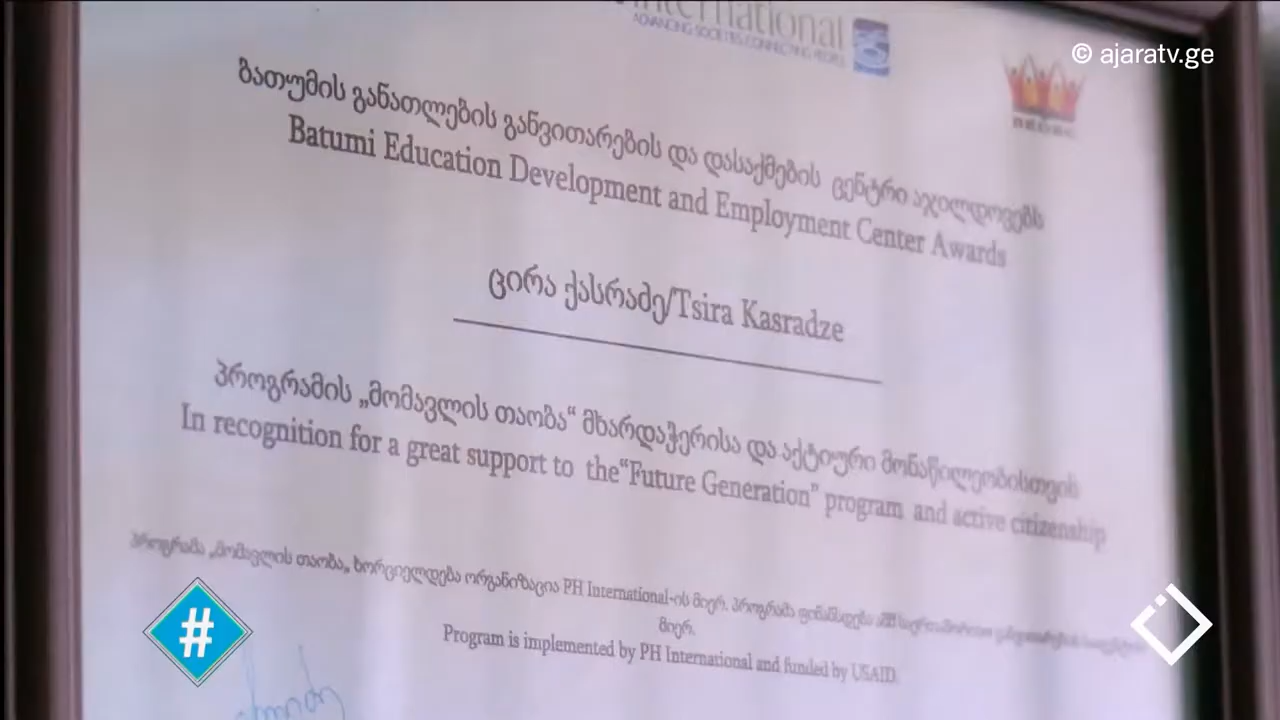 International
ADVANCING SOCIETIES, CONNECTING PEOPLE
© ajaratv.ge
ბათუმის განათლების განვითარების და დასაქმების ცენტრი აჯილდოვებს
Batumi Education Development and Employment Center Awards
ცირა ქასრაძე/Tsira Kasradze
პროგრამის „მომავლის თაობა“ მხარდაჭერისა და აქტიური მონაწილეობისთვის
In recognition for a great support to the“Future Generation” program and active citizenship
პროგრამა „მომავლის თაობა„ ხორციელდება ორგანიზაცია PH International-ის მიერ. პროგრამა ფინანსდება
მიერ.
Program is implemented by PH International and funded by USAID.
#